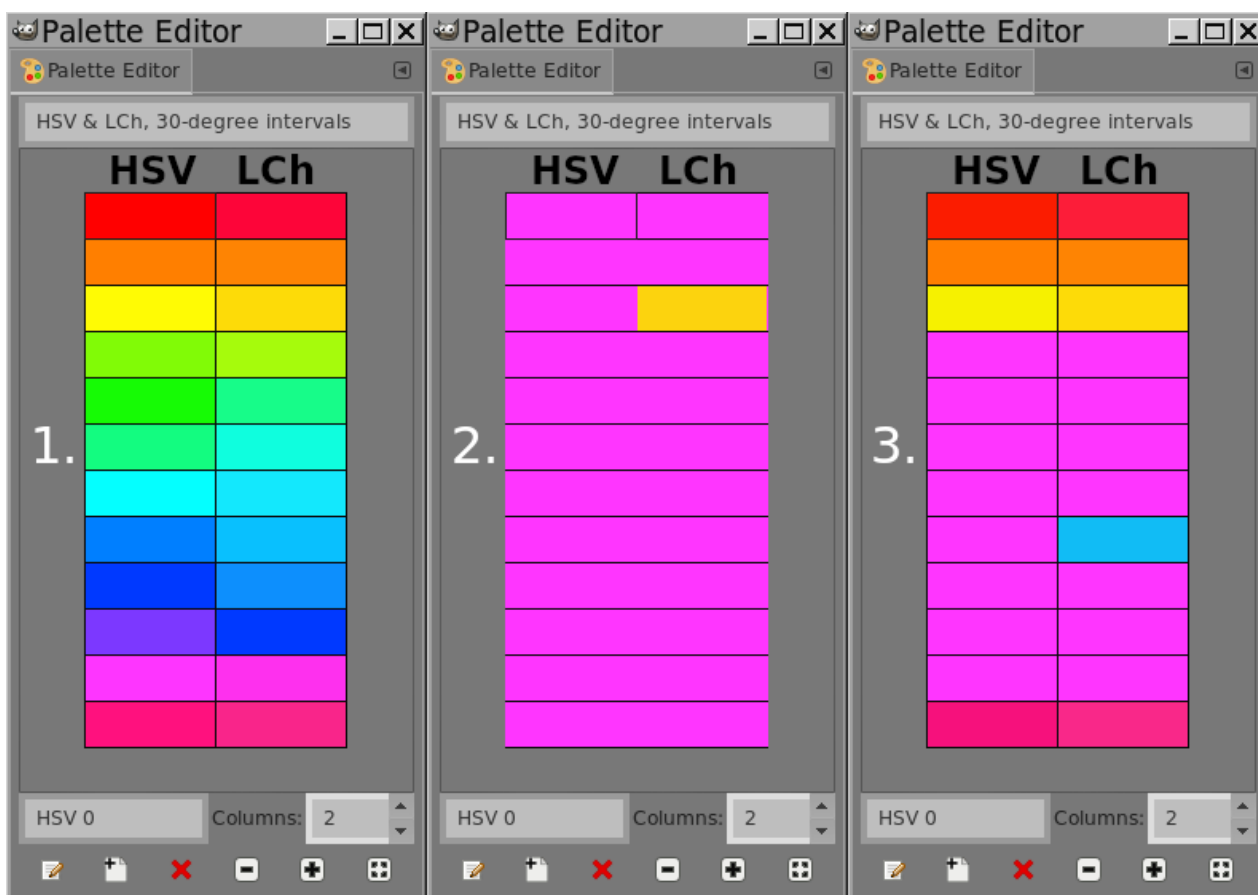 Palette Editor
Palette Editor
HSV & LCh, 30-degree intervals
HSV LCh
1.
HSV 0 Columns: 2
Palette Editor
Palette Editor
HSV & LCh, 30-degree intervals
HSV LCh
2.
HSV 0 Columns: 2
Palette Editor
Palette Editor
HSV & LCh, 30-degree intervals
HSV LCh
3.
HSV 0 Columns: 2